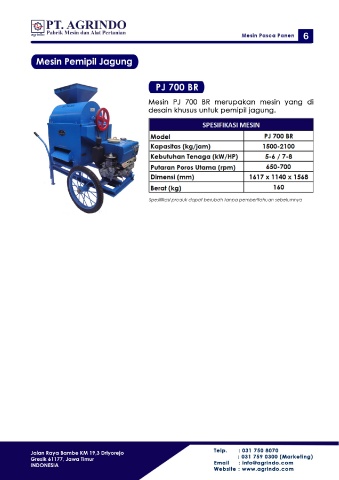 PT. AGRINDO
Pabrik Mesin dan Alat Pertanian
Mesin Pasca Panen 6
Mesin Pemipil Jagung
PJ 700 BR
Mesin PJ 700 BR merupakan mesin yang di
desain khusus untuk pemipil jagung.
SPESIFIKASI MESIN
Model PJ 700 BR
Kapasitas (kg/jam) 1500-2100
Kebutuhan Tenaga (kW/HP) 5-6 / 7-8
Putaran Poros Utama (rpm) 650-700
Dimensi (mm) 1617 x 1140 x 1568
Berat (kg) 160
Spesifikasi produk dapat berubah tanpa pemberitahuan sebelumnya
Jalan Raya Bambe KM 19,3 Driyorejo
Gresik 61177, Jawa Timur
INDONESIA
Telp. : 031 750 8070
: 031 759 0300 (Marketing)
Email : info@agrindo.com
Website : www.agrindo.com